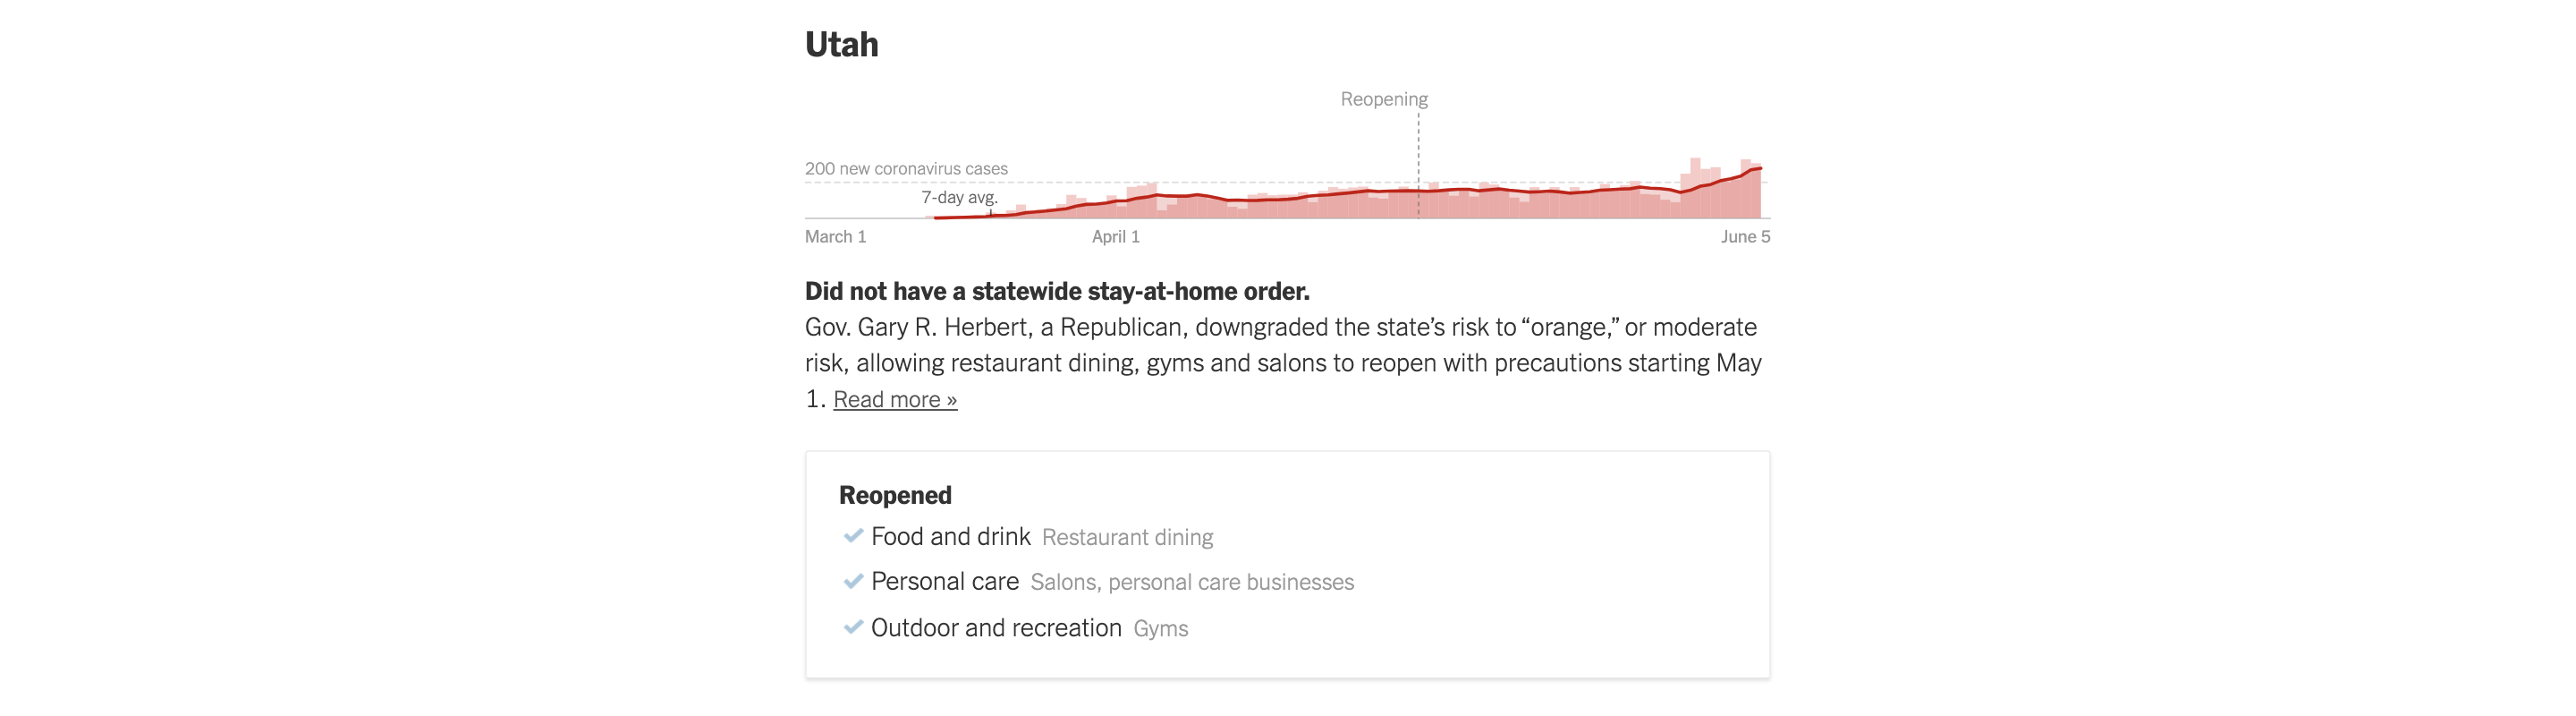 Utah
Reopening
200 new coronavirus cases
7-day avg.
March 1 April 1 June 5
Did not have a statewide stay-at-home order.
Gov. Gary R. Herbert, a Republican, downgraded the state’s risk to “orange,” or moderate
risk, allowing restaurant dining, gyms and salons to reopen with precautions starting May
1. Read more »
Reopened
Food and drink Restaurant dining
Personal care Salons, personal care businesses
Outdoor and recreation Gyms